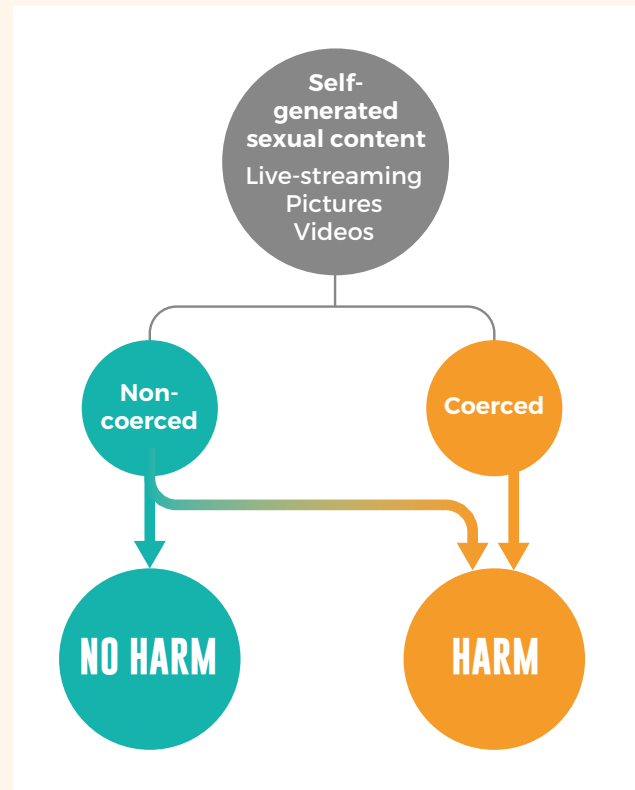 Self-
generated
sexual content
Live-streaming
Pictures
Videos
Non-
coerced
Coerced
NO HARM
HARM